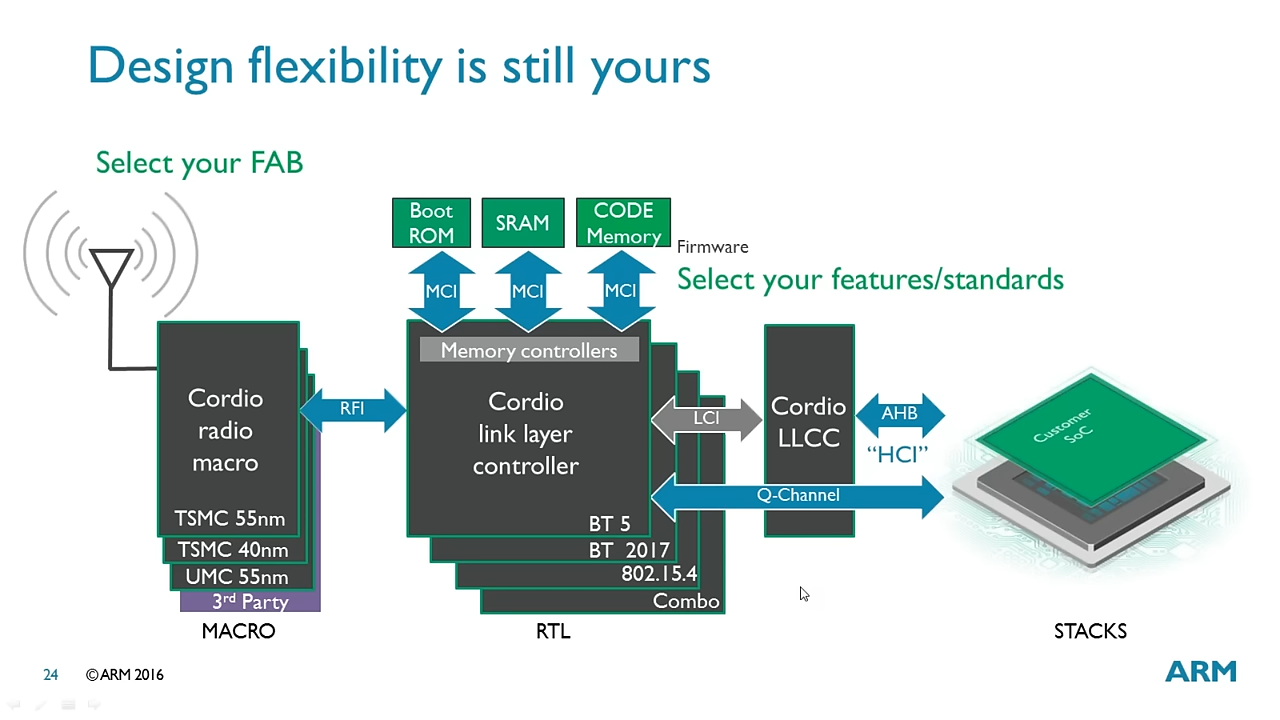 Design flexibility is still yours
Select your FAB
Boot
ROM
SRAM
CODE
Memory
Firmware
Select your features/standards
MCI
MCI
MCI
Memory controllers
Cordio
radio
macro
RFI
Cordio
link layer
controller
LCI
Cordio
LLCC
AHB
"HCI"
Customer
SoC
Q-Channel
TSMC 55nm
TSMC 40nm
UMC 55nm
3rd Party
BT 5
BT 2017
802.15.4
Combo
MACRO
RTL
STACKS
24
© ARM 2016
ARM